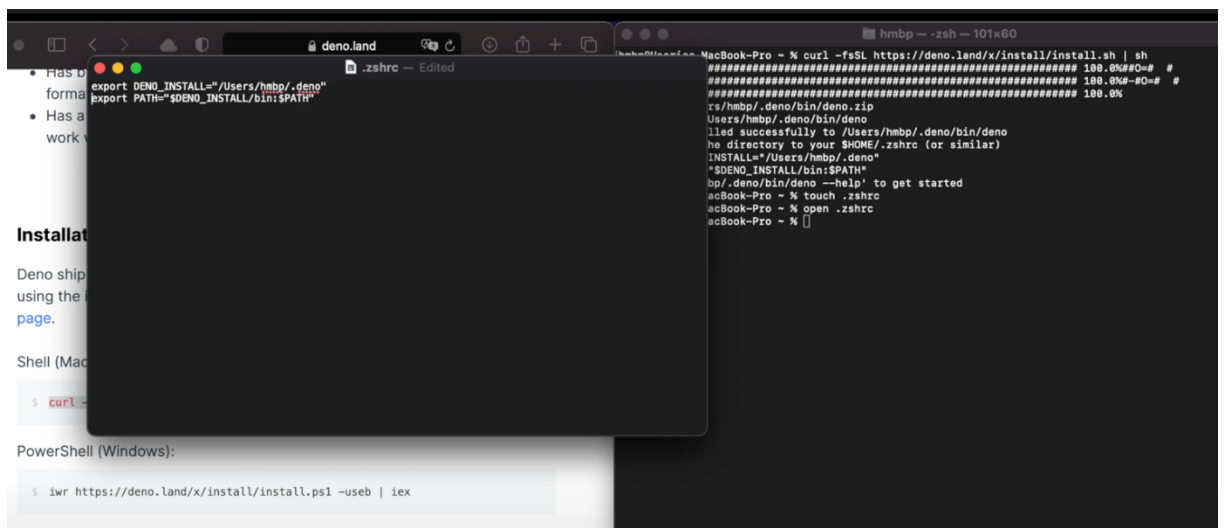 deno.land
hmbp — -zsh — 101×60
.zshrc — Edited
export DENO_INSTALL="/Users/hmbp/.deno"
export PATH="$DENO_INSTALL/bin:$PATH"
• Has
forma
• Has a
work
Installat
Deno ship
using the
page.
Shell (Mac
$ curl -
PowerShell (Windows):
$ iwr https://deno.land/x/install/install.ps1 -useb | iex
MacBook-Pro ~ % curl -fsSL https://deno.land/x/install/install.sh | sh
100.0%##O=# #
100.0%#-#O=# #
100.0%
rs/hmbp/.deno/bin/deno.zip
Users/hmbp/.deno/bin/deno
lled successfully to /Users/hmbp/.deno/bin/deno
he directory to your $HOME/.zshrc (or similar)
INSTALL="/Users/hmbp/.deno"
"$DENO_INSTALL/bin:$PATH"
bp/.deno/bin/deno --help' to get started
acBook-Pro ~ % touch .zshrc
acBook-Pro ~ % open .zshrc
acBook-Pro ~ %